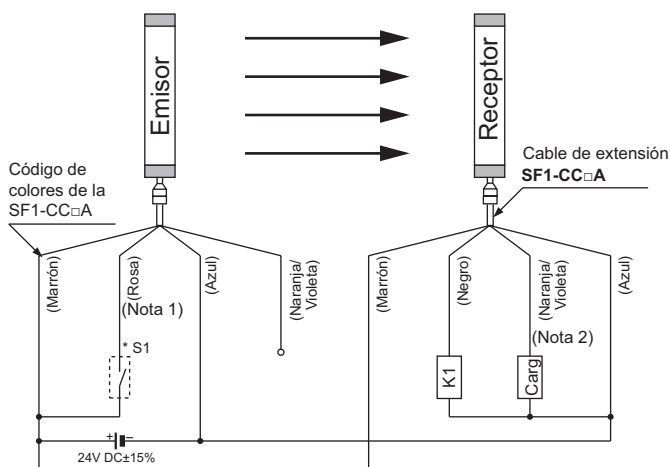 Emisor
Receptor
Código de
colores de la
SF1-CC□A
Cable de extensión
SF1-CC□A
(Marrón)
(Rosa)
(Azul)
(Naranja/
Violeta)
(Marrón)
(Negro)
(Naranja/
Violeta)
(Azul)
(Nota 1)
(Nota 2)
* S1
K1
Carg
+ –
24V DC±15%